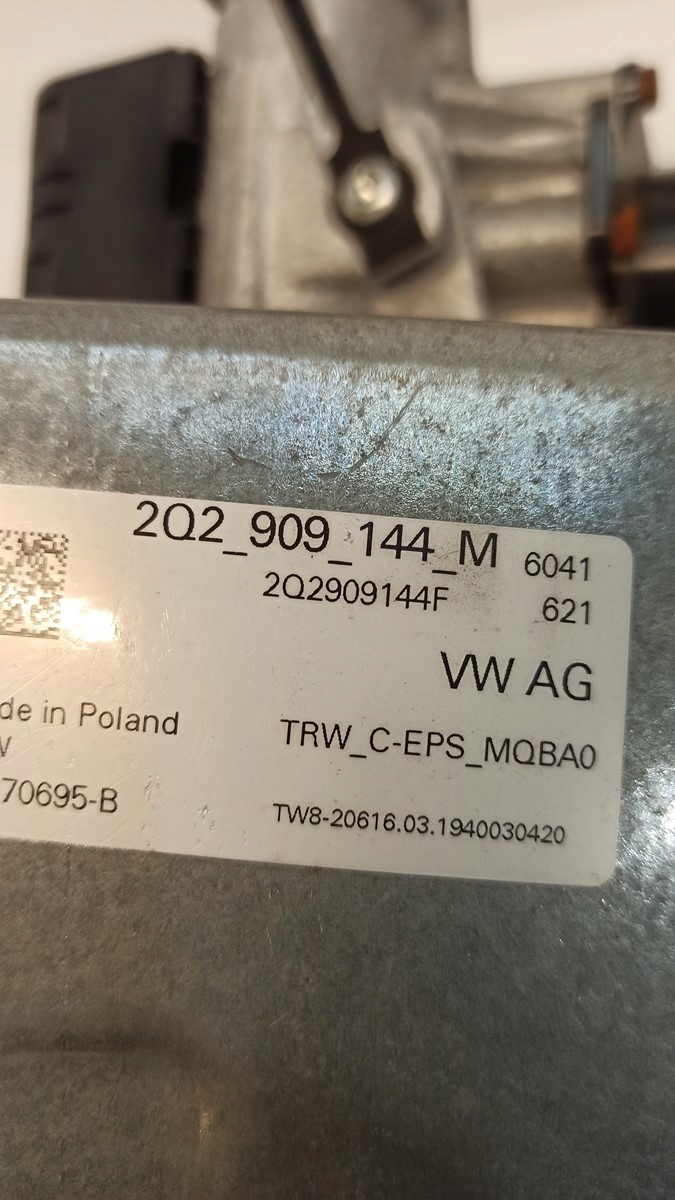 2Q2_909_144_M 6041
2Q2909144F 621
VW AG
de in Poland
TRW_C-EPS_MQBA0
70695-B
TW8-20616.03.1940030420